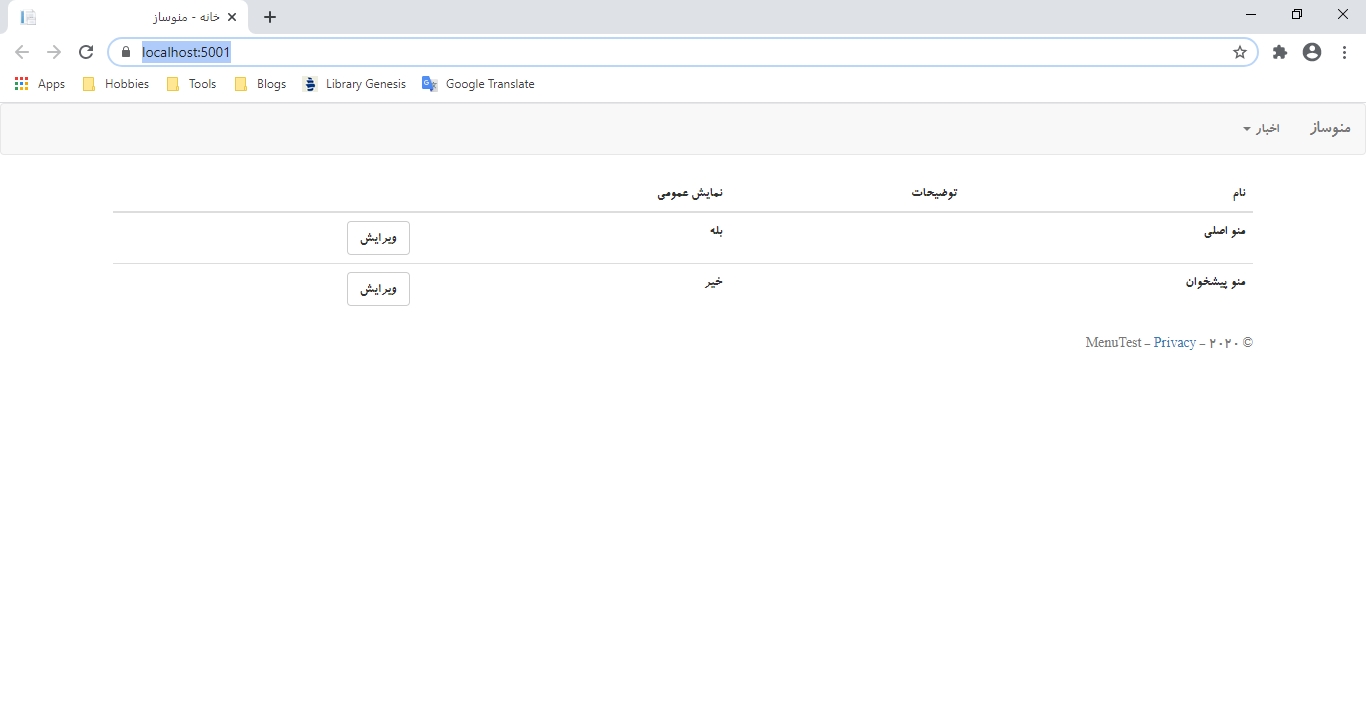 خانه - منوساز
localhost:5001
Apps Hobbies Tools Blogs Library Genesis Google Translate
منوساز اخبار
نام توضیحات نمایش عمومی
منو اصلی بله ویرایش
منو پیشخوان خیر ویرایش
© ۲۰۲۰ – MenuTest – Privacy